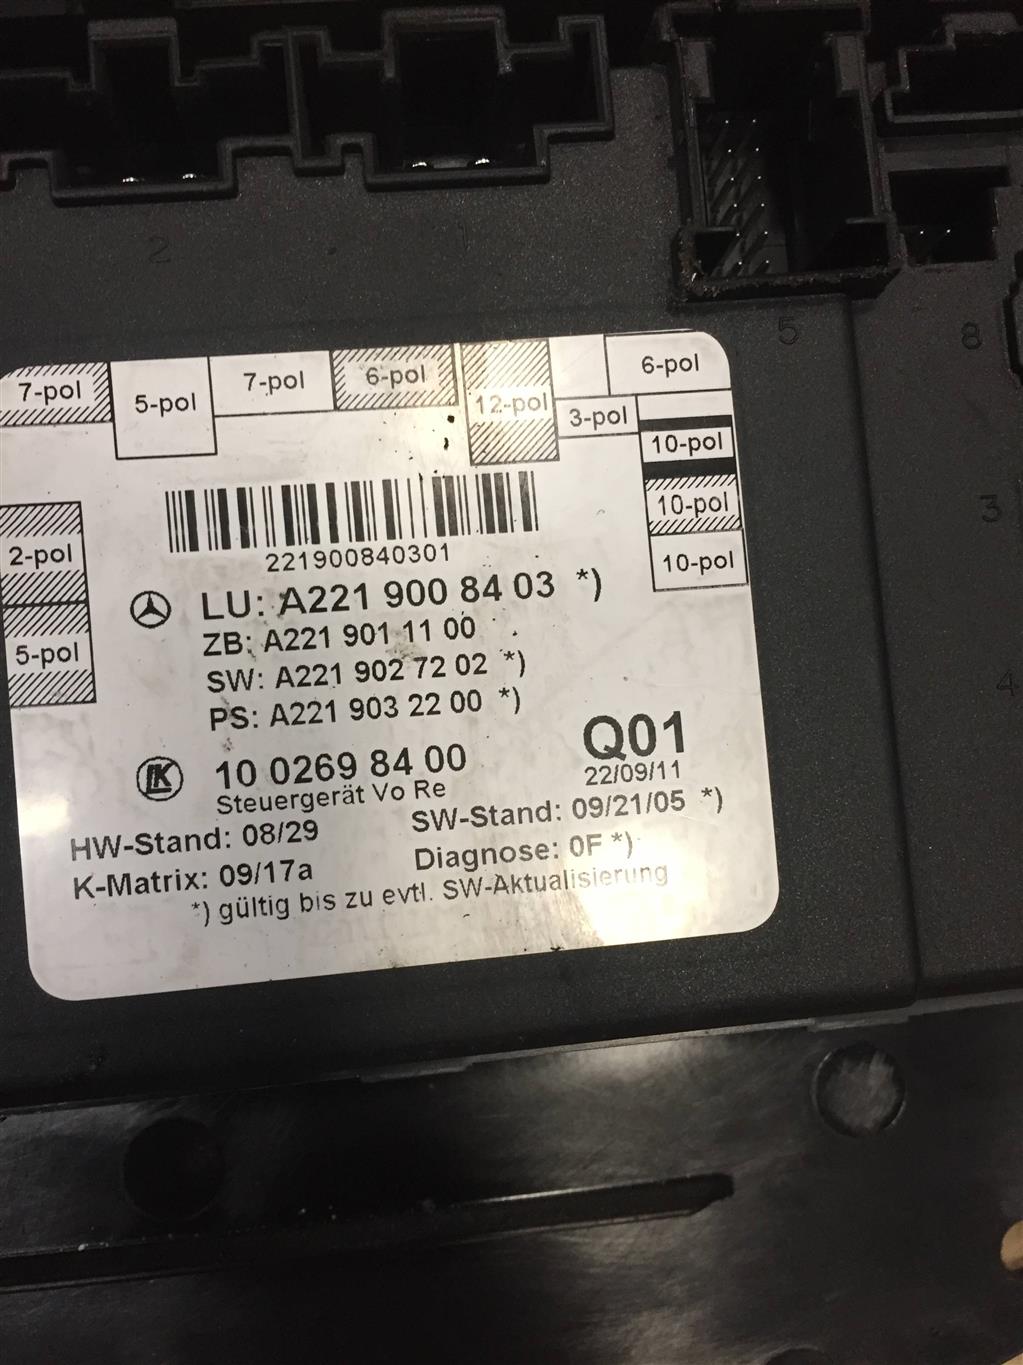 2
1
5
8
7-pol
5-pol
7-pol
6-pol
12-pol
3-pol
6-pol
10-pol
10-pol
10-pol
3
4
2-pol
5-pol
221900840301
LU: A221 900 84 03 *)
ZB: A221 901 11 00
SW: A221 902 72 02 *)
PS: A221 903 22 00 *)
LK 10 0269 84 00
Steuergerät Vo Re
Q01
22/09/11
HW-Stand: 08/29
SW-Stand: 09/21/05 *)
K-Matrix: 09/17a
Diagnose: 0F *)
*) gültig bis zu evtl. SW-Aktualisierung